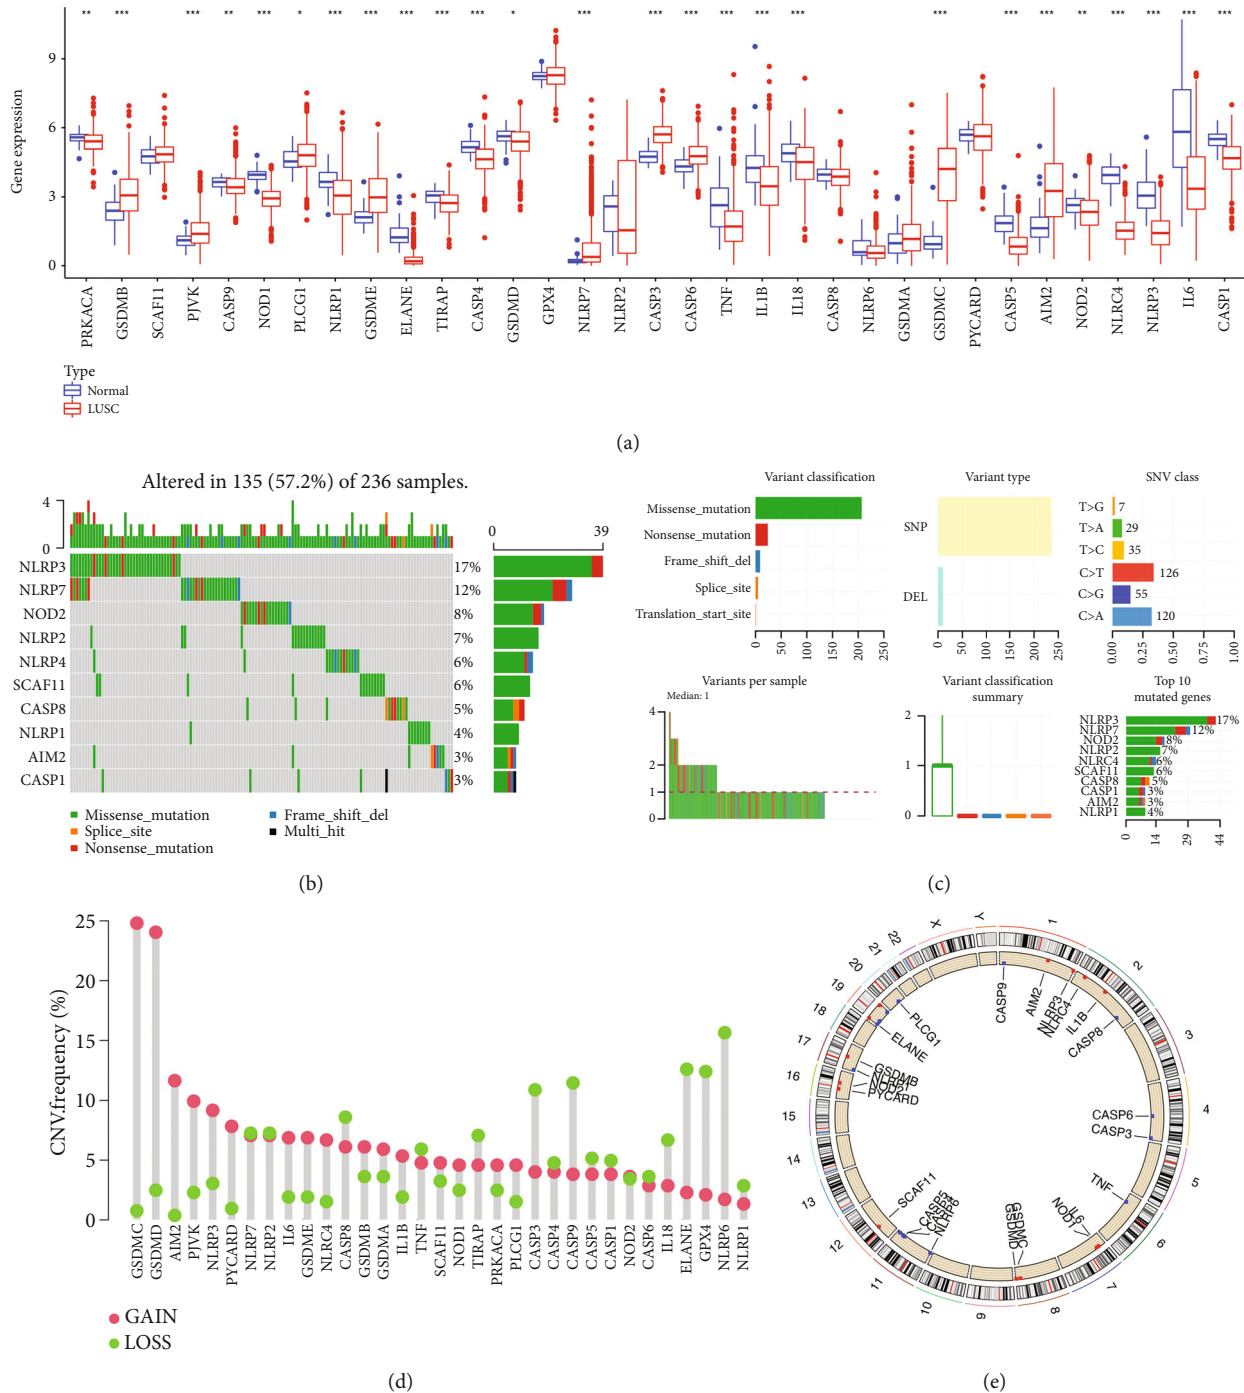 ** *** *** ** *** * *** *** *** *** *** * *** *** *** *** *** *** *** *** *** ** *** *** *** ***
Gene expression
9
6
3
0
PRKACA
GSDMB
SCAF11
PJVK
CASP9
NOD1
PLCG1
NLRP1
GSDME
ELANE
TIRAP
CASP4
GSDMD
GPX4
NLRP7
NLRP2
CASP3
CASP6
TNF
IL1B
IL18
CASP8
NLRP6
GSDMA
GSDMC
PYCARD
CASP5
AIM2
NOD2
NLRC4
NLRP3
IL6
CASP1
Type
Normal
LUSC
(a)
Altered in 135 (57.2%) of 236 samples.
4
2
0
0 39
NLRP3 17%
NLRP7 12%
NOD2 8%
NLRP2 7%
NLRP4 6%
SCAF11 6%
CASP8 5%
NLRP1 4%
AIM2 3%
CASP1 3%
Missense_mutation
Splice_site
Nonsense_mutation
Frame_shift_del
Multi_hit
(b)
Variant classification
Missense_mutation
Nonsense_mutation
Frame_shift_del
Splice_site
Translation_start_site
0 50 100 150 200 250
Variant type
SNP
DEL
0 50 100 150 200 250
SNV class
T>G 7
T>A 29
T>C 35
C>T 126
C>G 55
C>A 120
0.00 0.25 0.50 0.75 1.00
Variants per sample
Median: 1
4
3
2
1
0
Variant classification
summary
2
1
0
Top 10
mutated genes
NLRP3 17%
NLRP7 12%
NOD2 8%
NLRP2 7%
NLRC4 6%
SCAF11 6%
CASP8 5%
CASP1 3%
AIM2 3%
NLRP1 4%
0 14 29 44
(c)
CNV.frequency (%)
25
20
15
10
5
0
GSDMC
GSDMD
AIM2
PJVK
NLRP3
PYCARD
NLRP7
NLRP2
IL6
GSDME
NLRC4
CASP8
GSDMB
GSDMA
IL1B
TNF
SCAF11
NOD1
TIRAP
PRKACA
PLCG1
CASP3
CASP4
CASP9
CASP5
CASP1
NOD2
CASP6
IL18
ELANE
GPX4
NLRP6
NLRP1
GAIN
LOSS
(d)
1
2
3
4
5
6
7
8
9
10
11
12
13
14
15
16
17
18
19
20
21
22
X
Y
CASP9
AIM2
NLRP3
NLRC4
IL1B
CASP8
CASP6
CASP3
TNF
IL6
NOD1
GSDMC
GSDMD
NLRP6
CASP5
SCAF11
PYCARD
NOD2
NLRP1
GSDMB
ELANE
PLCG1
(e)